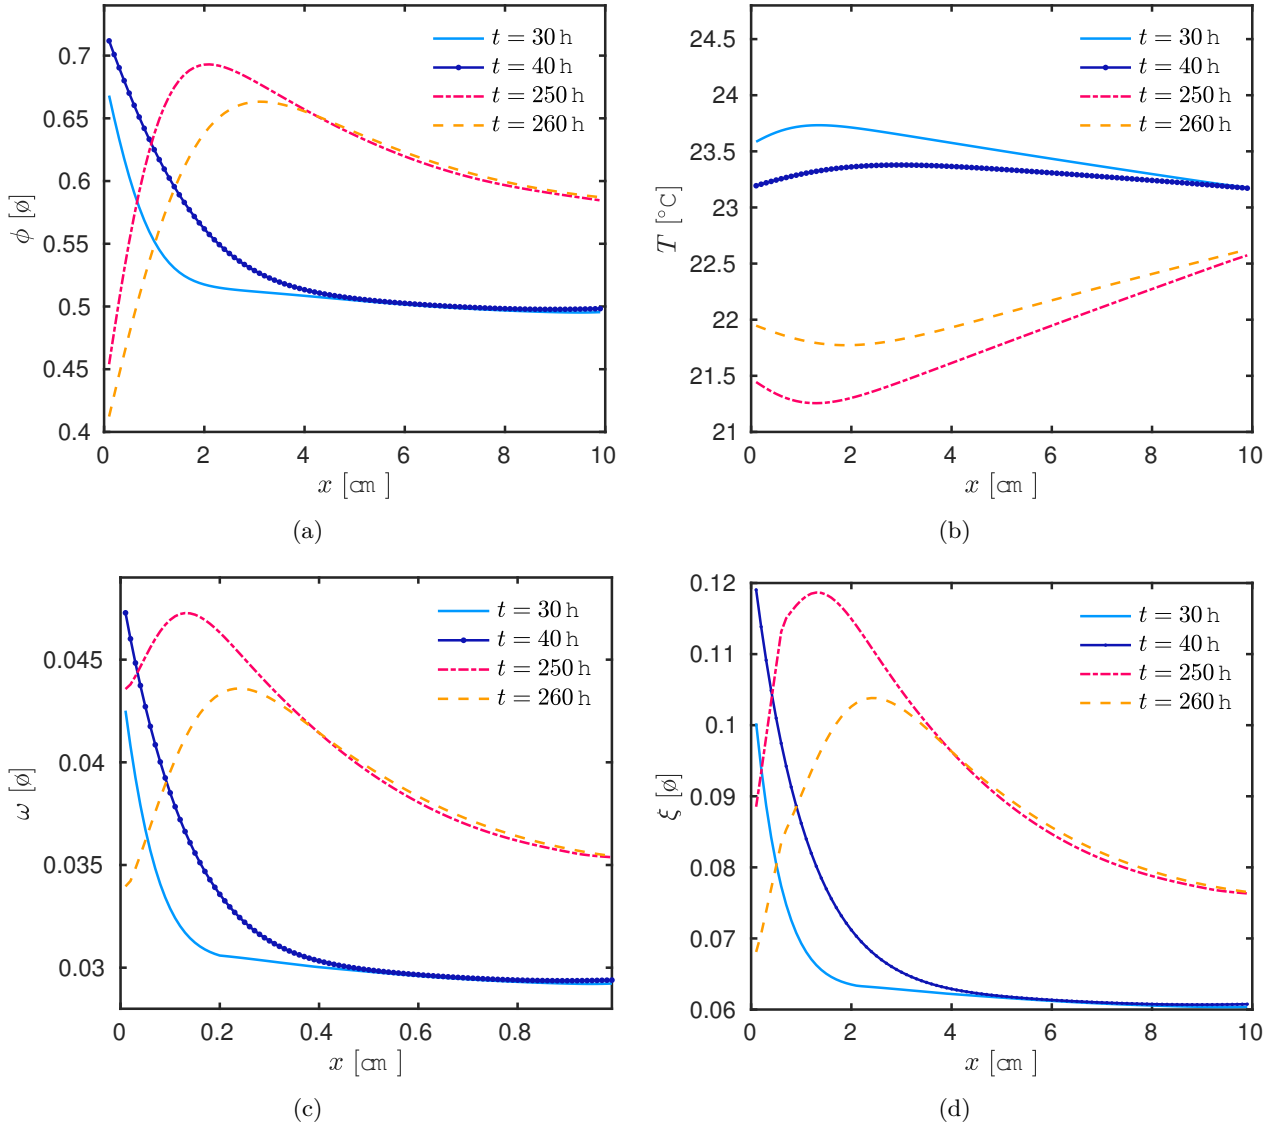 t = 30 h
t = 40 h
t = 250 h
t = 260 h
0.7
0.65
0.6
0.55
0.5
0.45
0.4
ϕ [ø]
0 2 4 6 8 10
x [cm ]
(a)
t = 30 h
t = 40 h
t = 250 h
t = 260 h
24.5
24
23.5
23
22.5
22
21.5
21
T [°C]
0 2 4 6 8 10
x [cm ]
(b)
t = 30 h
t = 40 h
t = 250 h
t = 260 h
0.045
0.04
0.035
0.03
ω [ø]
0 0.2 0.4 0.6 0.8
x [cm ]
(c)
t = 30 h
t = 40 h
t = 250 h
t = 260 h
0.12
0.11
0.1
0.09
0.08
0.07
0.06
ξ [ø]
0 2 4 6 8 10
x [cm ]
(d)